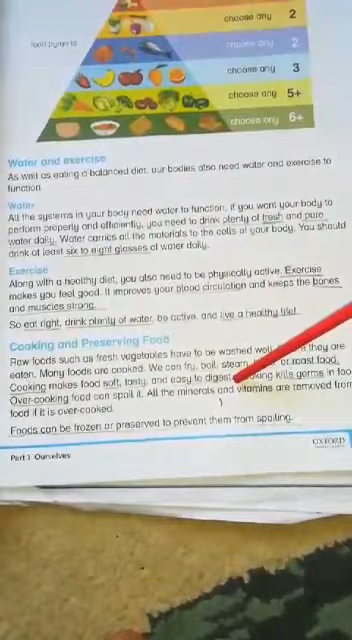 choose any 2
food pyramid
choose any 2
choose any 3
choose any 5+
choose any 6+
Water and exercise
As well as eating a balanced diet, our bodies also need water and exercise to
function.
Water
All the systems in your body need water to function. If you want your body to
perform properly and efficiently, you need to drink plenty of fresh and pure
water daily. Water carries all the materials to the cells of your body. You should
drink at least six to eight glasses of water daily.
Exercise
Along with a healthy diet, you also need to be physically active. Exercise
makes you feel good. It improves your blood circulation and keeps the bones
and muscles strong.
So eat right, drink plenty of water, be active, and live a healthy life!
Cooking and Preserving Food
Raw foods such as fresh vegetables have to be washed well they are
eaten. Many foods are cooked. We can fry, boil, steam or roast food.
Cooking makes food soft, tasty, and easy to digest. kills germs in
Over-cooking food can spoil it. All the minerals and vitamins are removed from
food if it is over-cooked.
Foods can be frozen or preserved to prevent them from spoiling.
OXFORD
Part 1 Ourselves